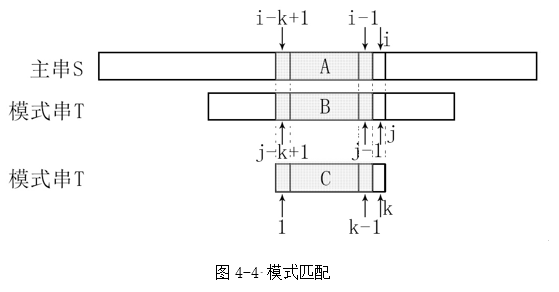 i-k+1 i-1 i
主串S A
模式串T B
j-k+1 j-1 j
模式串T C
1 k-1 k
图 4-4 模式匹配